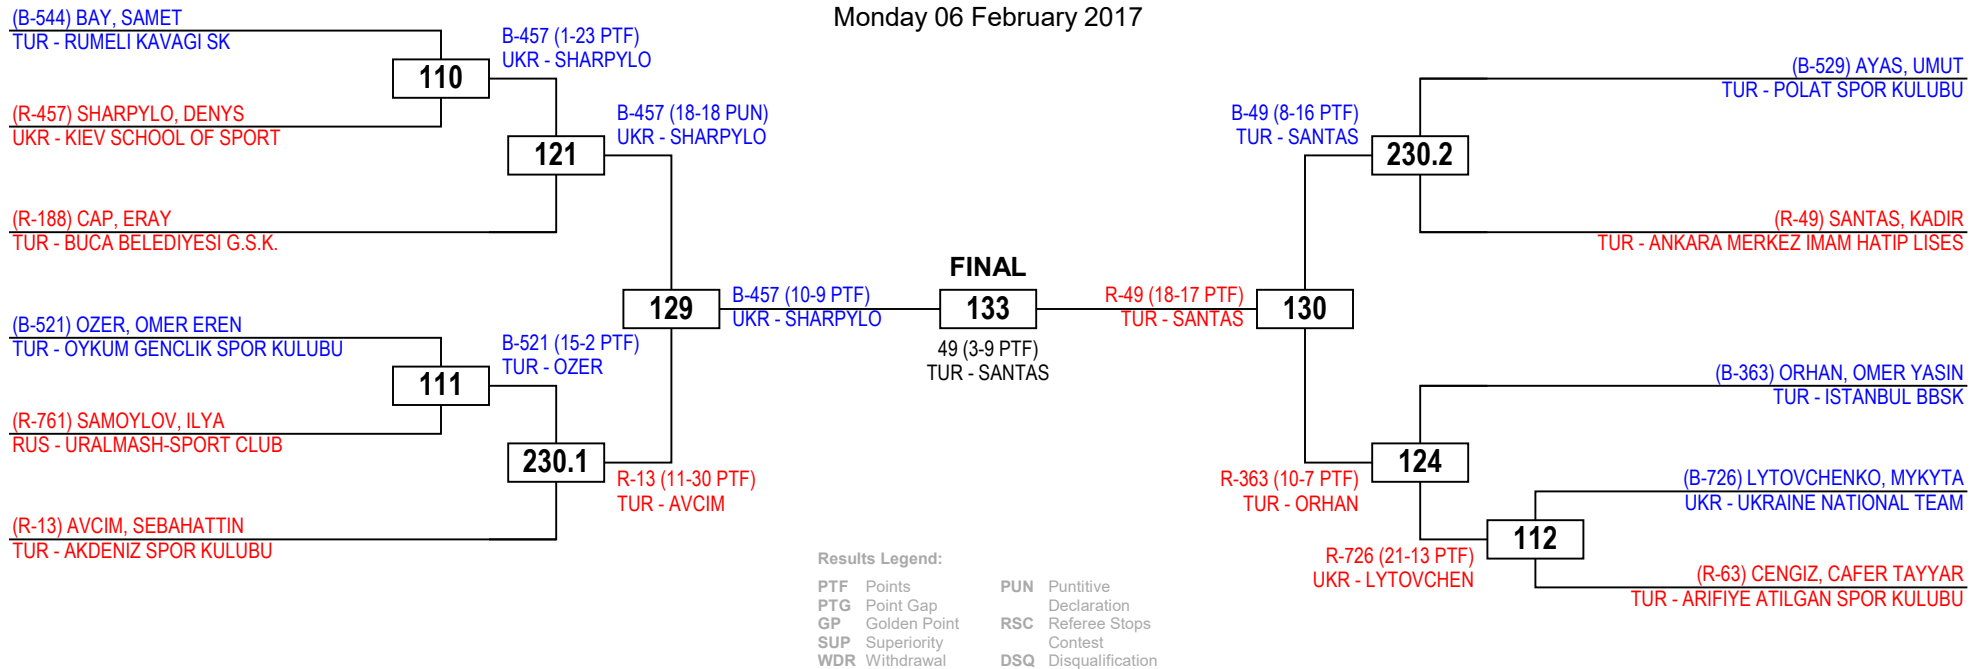 Monday 06 February 2017
(B-544) BAY, SAMET
TUR - RUMELI KAVAGI SK
110
(R-457) SHARPYLO, DENYS
UKR - KIEV SCHOOL OF SPORT
B-457 (1-23 PTF)
UKR - SHARPYLO
121
(R-188) CAP, ERAY
TUR - BUCA BELEDIYESI G.S.K.
B-457 (18-18 PUN)
UKR - SHARPYLO
129
(B-521) OZER, OMER EREN
TUR - OYKUM GENCLIK SPOR KULUBU
111
(R-761) SAMOYLOV, ILYA
RUS - URALMASH-SPORT CLUB
B-521 (15-2 PTF)
TUR - OZER
230.1
(R-13) AVCIM, SEBAHATTIN
TUR - AKDENIZ SPOR KULUBU
R-13 (11-30 PTF)
TUR - AVCIM
B-457 (10-9 PTF)
UKR - SHARPYLO
FINAL
133
49 (3-9 PTF)
TUR - SANTAS
R-49 (18-17 PTF)
TUR - SANTAS
130
B-49 (8-16 PTF)
TUR - SANTAS
230.2
(B-529) AYAS, UMUT
TUR - POLAT SPOR KULUBU
(R-49) SANTAS, KADIR
TUR - ANKARA MERKEZ IMAM HATIP LISES
(B-363) ORHAN, OMER YASIN
TUR - ISTANBUL BBSK
124
R-363 (10-7 PTF)
TUR - ORHAN
(B-726) LYTOVCHENKO, MYKYTA
UKR - UKRAINE NATIONAL TEAM
112
R-726 (21-13 PTF)
UKR - LYTOVCHEN
(R-63) CENGIZ, CAFER TAYYAR
TUR - ARIFIYE ATILGAN SPOR KULUBU
Results Legend:
PTF Points
PTG Point Gap
GP Golden Point
SUP Superiority
WDR Withdrawal
PUN Puntitive
Declaration
RSC Referee Stops
Contest
DSQ Disqualification